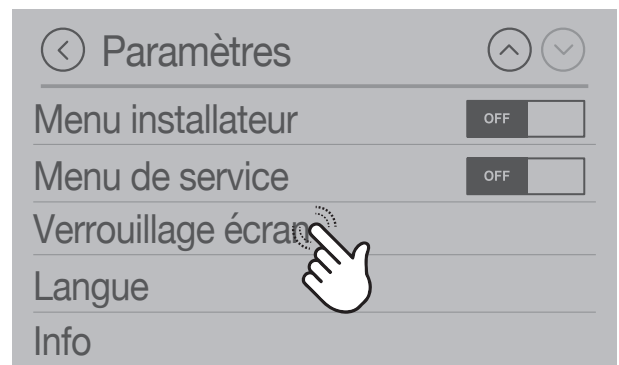 Paramètres
Menu installateur OFF
Menu de service OFF
Verrouillage écran
Langue
Info